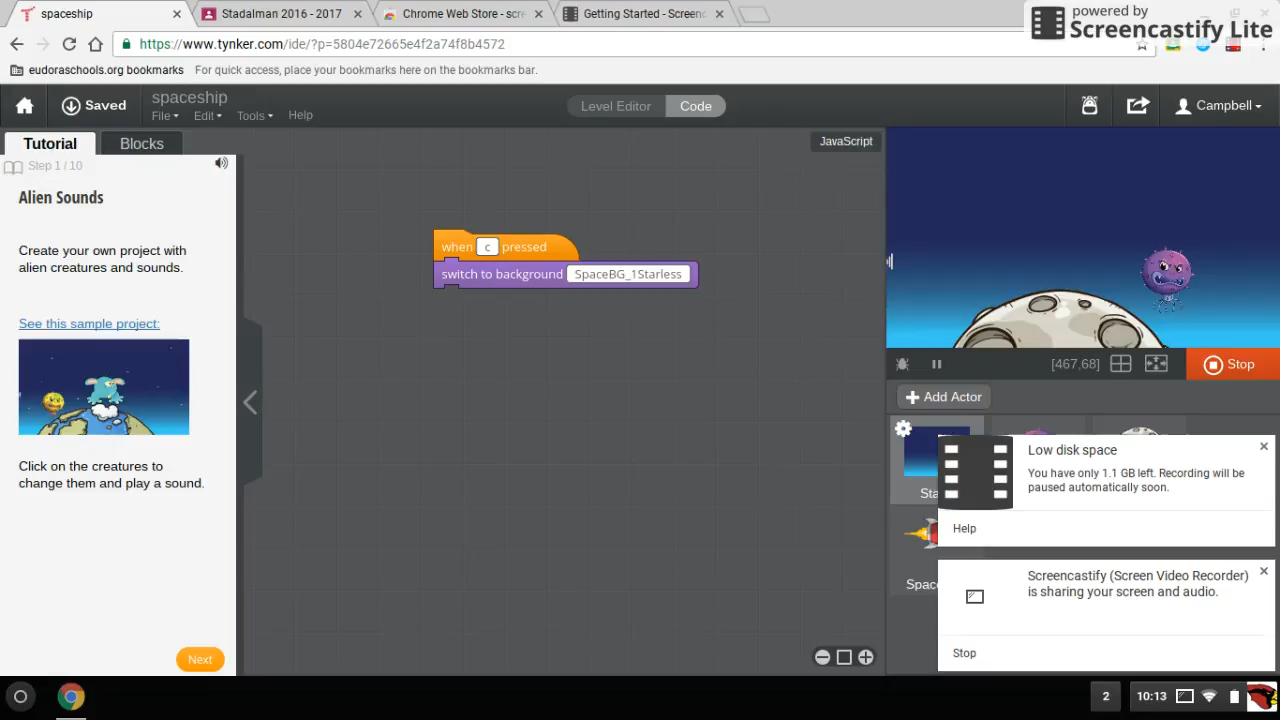 spaceship
Stadalman 2016 - 2017
Chrome Web Store - scre
Getting Started - Screenc
powered by
Screencastify Lite
https://www.tynker.com/ide/?p=5804e72665e4f2a74f8b4572
eudoraschools.org bookmarks
For quick access, place your bookmarks here on the bookmarks bar.
Saved
spaceship
File
Edit
Tools
Help
Level Editor
Code
Campbell
Tutorial
Blocks
JavaScript
Step 1 / 10
Alien Sounds
Create your own project with
alien creatures and sounds.
See this sample project:
Click on the creatures to
change them and play a sound.
Next
when c pressed
switch to background SpaceBG_1Starless
[467,68]
Stop
Add Actor
Sta
Spac
Low disk space
You have only 1.1 GB left. Recording will be
paused automatically soon.
Help
Screencastify (Screen Video Recorder)
is sharing your screen and audio.
Stop
2
10:13